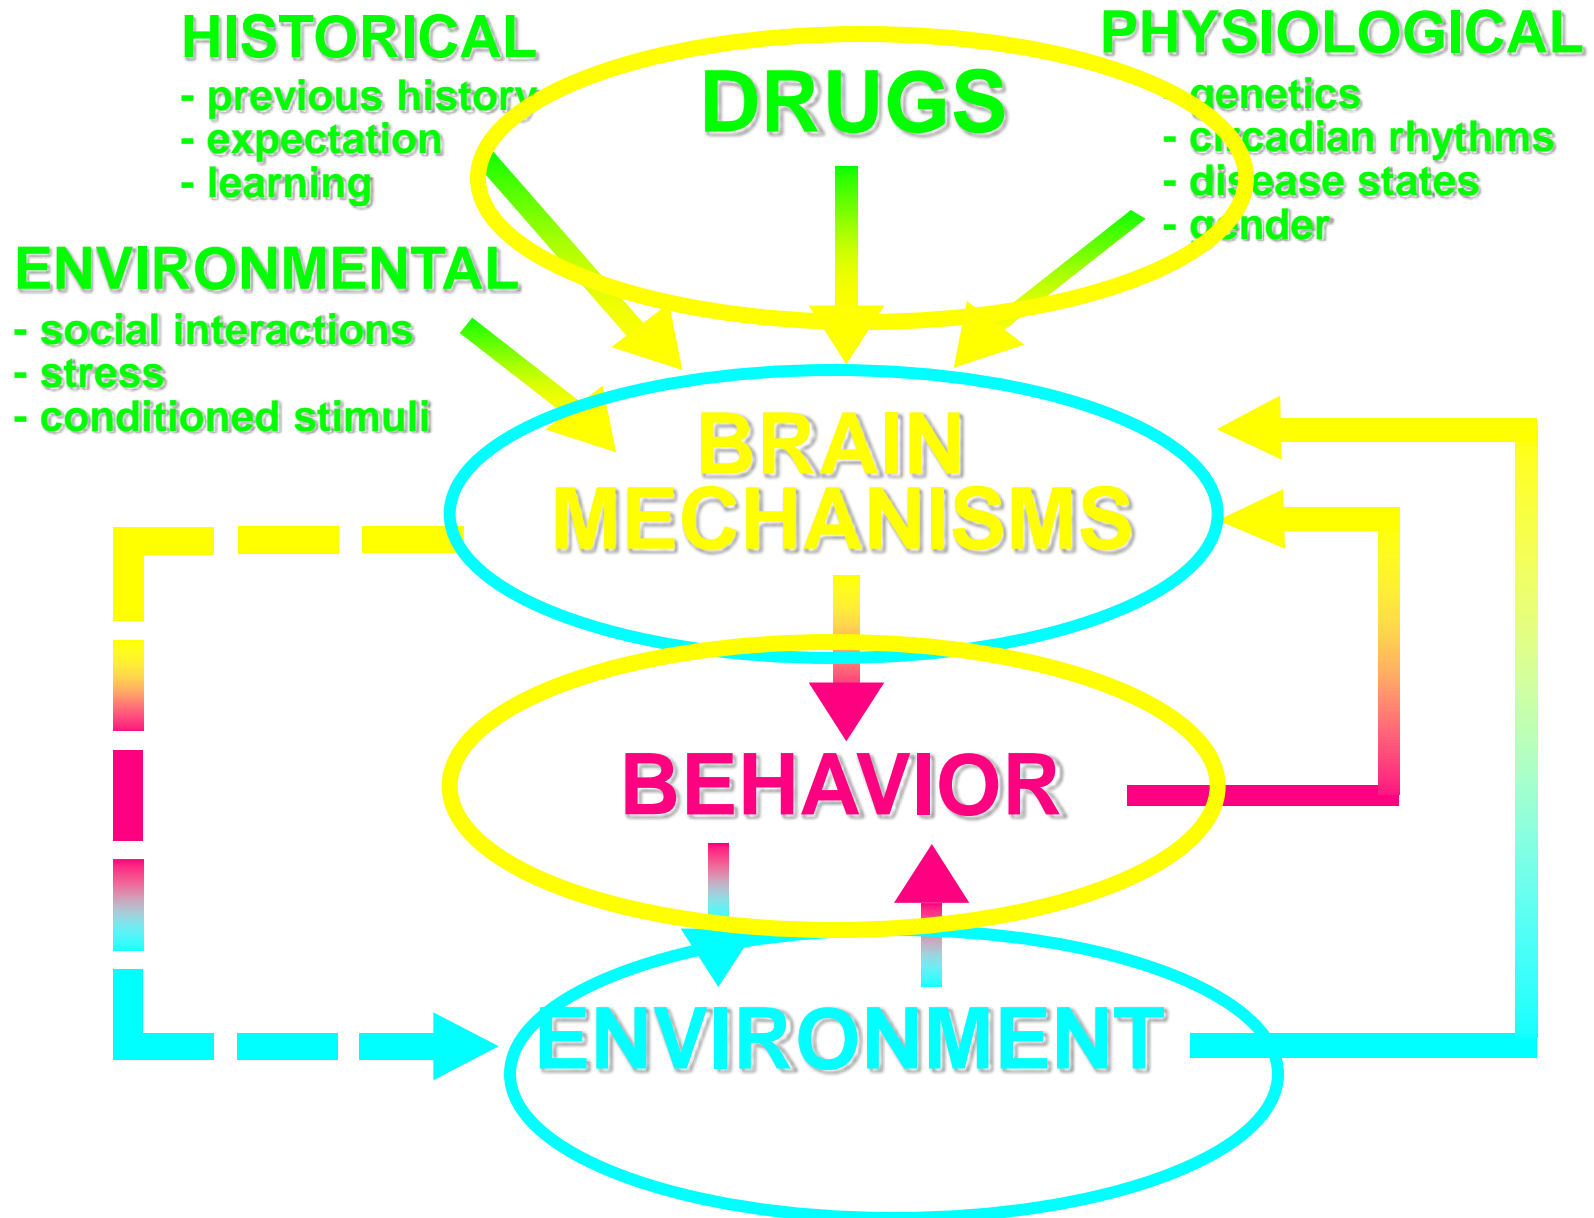 HISTORICAL
- previous history
- expectation
- learning
DRUGS
PHYSIOLOGICAL
- genetics
- circadian rhythms
- disease states
- gender
ENVIRONMENTAL
- social interactions
- stress
- conditioned stimuli
BRAIN
MECHANISMS
BEHAVIOR
ENVIRONMENT